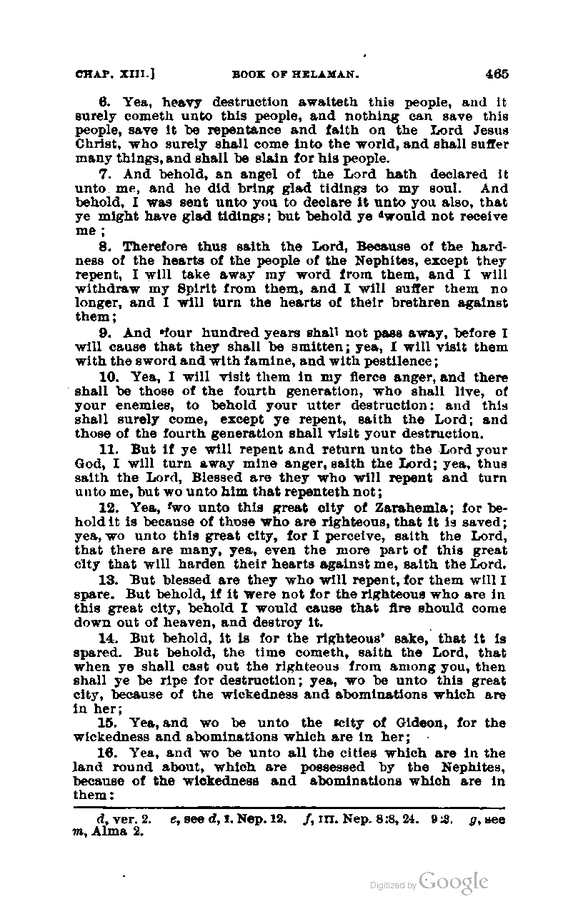 CHAP. XIII.] BOOK OF HELAMAN. 465
6. Yea, heavy destruction awaiteth this people, and it
surely cometh unto this people, and nothing can save this
people, save it be repentance and faith on the Lord Jesus
Christ, who surely shall come into the world, and shall suffer
many things, and shall be slain for his people.
7. And behold, an angel of the Lord hath declared it
unto me, and he did bring glad tidings to my soul. And
behold, I was sent unto you to declare it unto you also, that
ye might have glad tidings; but behold ye dwould not receive
me;
8. Therefore thus saith the Lord, Because of the hard-
ness of the hearts of the people of the Nephites, except they
repent, I will take away my word from them, and I will
withdraw my Spirit from them, and I will suffer them no
longer, and I will turn the hearts of their brethren against
them;
9. And efour hundred years shall not pass away, before I
will cause that they shall be smitten; yea, I will visit them
with the sword and with famine, and with pestilence;
10. Yea, I will visit them in my fierce anger, and there
shall be those of the fourth generation, who shall live, of
your enemies, to behold your utter destruction: and this
shall surely come, except ye repent, saith the Lord; and
those of the fourth generation shall visit your destruction.
11. But if ye will repent and return unto the Lord your
God, I will turn away mine anger, saith the Lord; yea, thus
saith the Lord, Blessed are they who will repent and turn
unto me, but wo unto him that repenteth not;
12. Yea, fwo unto this great city of Zarahemla; for be-
hold it is because of those who are righteous, that it is saved;
yea, wo unto this great city, for I perceive, saith the Lord,
that there are many, yea, even the more part of this great
city that will harden their hearts against me, saith the Lord.
13. But blessed are they who will repent, for them will I
spare. But behold, if it were not for the righteous who are in
this great city, behold I would cause that fire should come
down out of heaven, and destroy it.
14. But behold, it is for the righteous' sake, that it is
spared. But behold, the time cometh, saith the Lord, that
when ye shall cast out the righteous from among you, then
shall ye be ripe for destruction; yea, wo be unto this great
city, because of the wickedness and abominations which are
in her;
15. Yea, and wo be unto the gcity of Gideon, for the
wickedness and abominations which are in her;
16. Yea, and wo be unto all the cities which are in the
land round about, which are possessed by the Nephites,
because of the wickedness and abominations which are in
them:
d, ver. 2. e, see d, I. Nep. 12. f, III. Nep. 8:8, 24. 9:3. g, see
m, Alma 2.
Digitized by Google